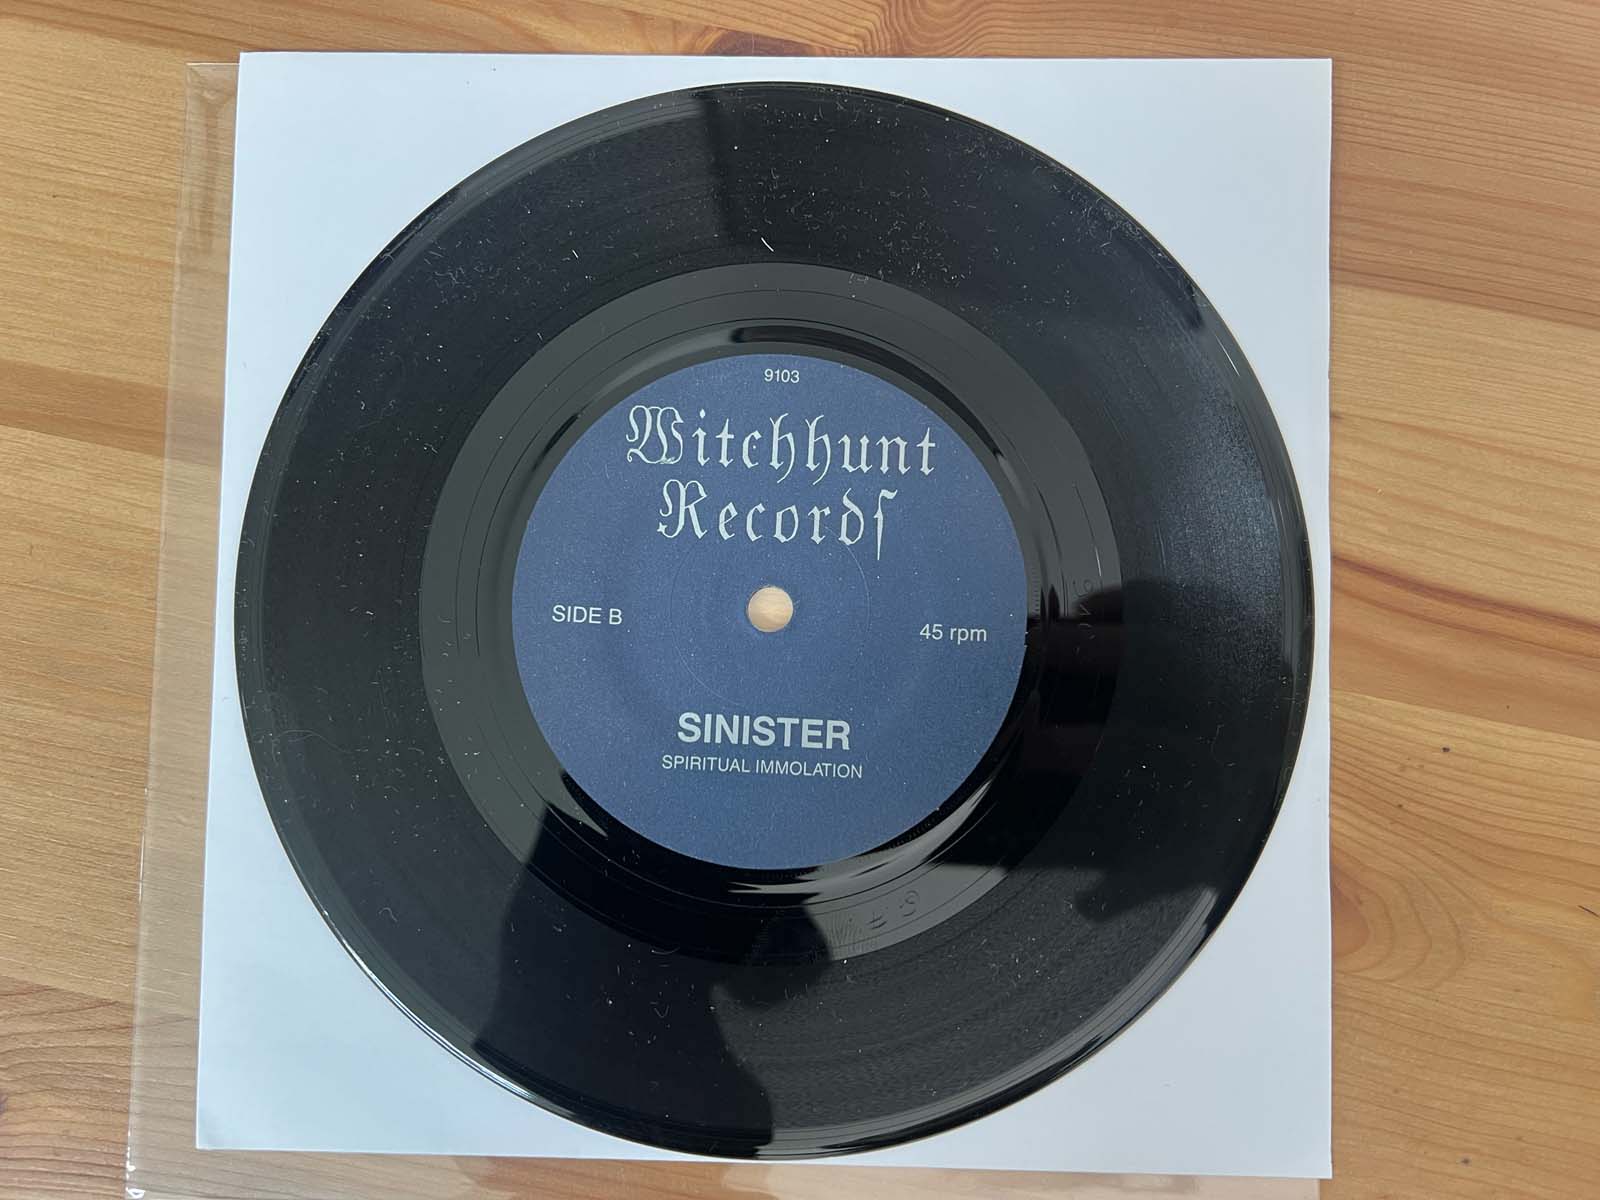 9103
Witchhunt
Recordſ
SIDE B
45 rpm
SINISTER
SPIRITUAL IMMOLATION